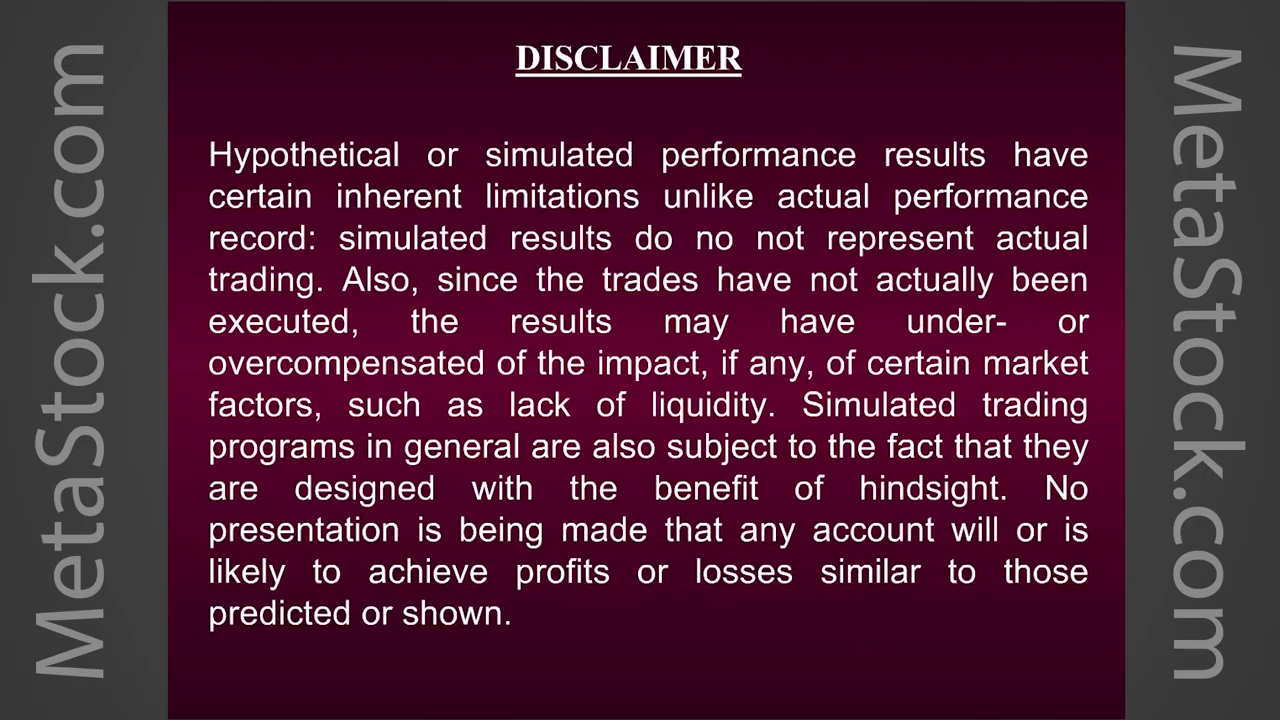 MetaStock.com
DISCLAIMER
Hypothetical or simulated performance results have
certain inherent limitations unlike actual performance
record: simulated results do no not represent actual
trading. Also, since the trades have not actually been
executed, the results may have under- or
overcompensated of the impact, if any, of certain market
factors, such as lack of liquidity. Simulated trading
programs in general are also subject to the fact that they
are designed with the benefit of hindsight. No
presentation is being made that any account will or is
likely to achieve profits or losses similar to those
predicted or shown.
MetaStock.com